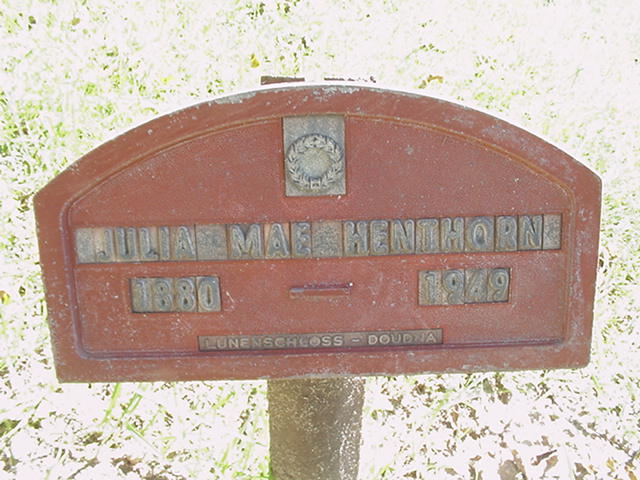 JULIA MAE HENTHORN
1880 - 1949
LUNENSCHLOSS - DOUDNA